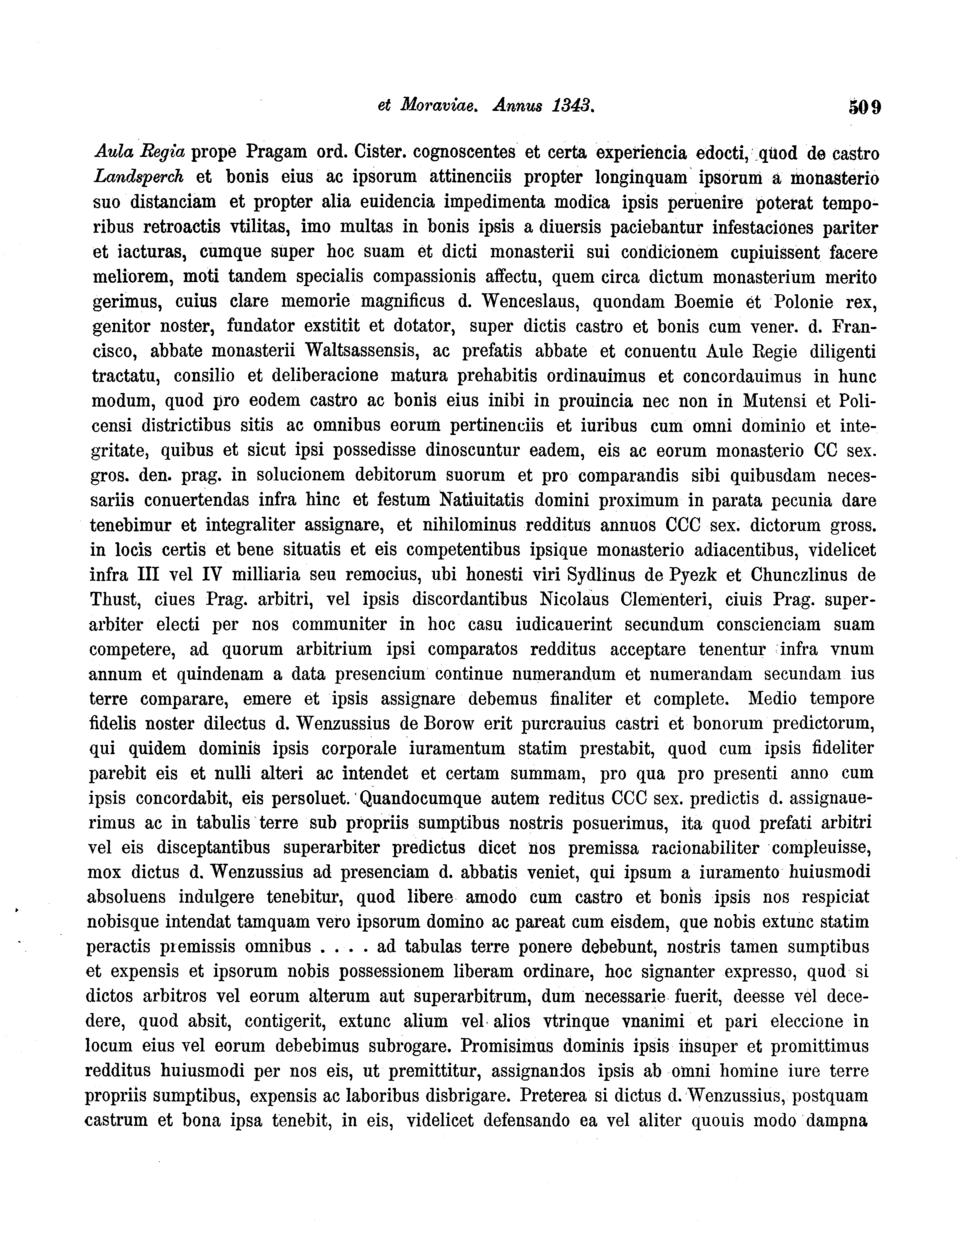 et Moraviae. Annus 1343. 509
Aula Regia prope Pragam ord. Cister. cognoscentes et certa experiencia edocti, quod de castro
Landsperch et bonis eius ac ipsorum attinenciis propter longinquam ipsorum a monasterio
suo distanciam et propter alia euidencia impedimenta modica ipsis peruenire poterat tempo-
ribus retroactis vtilitas, imo multas in bonis ipsis a diuersis paciebantur infestaciones pariter
et iacturas, cumque super hoc suam et dicti monasterii sui condicionem cupiuissent facere
meliorem, moti tandem specialis compassionis affectu, quem circa dictum monasterium merito
gerimus, cuius clare memorie magnificus d. Wenceslaus, quondam Boemie et Polonie rex,
genitor noster, fundator exstitit et dotator, super dictis castro et bonis cum vener. d. Fran-
cisco, abbate monasterii Waltsassensis, ac prefatis abbate et conuentu Aule Regie diligenti
tractatu, consilio et deliberacione matura prehabitis ordinauimus et concordauimus in hunc
modum, quod pro eodem castro ac bonis eius inibi in prouincia nec non in Mutensi et Poli-
censi districtibus sitis ac omnibus eorum pertinenciis et iuribus cum omni dominio et inte-
gritate, quibus et sicut ipsi possedisse dinoscuntur eadem, eis ac eorum monasterio CC sex.
gros. den. prag. in solucionem debitorum suorum et pro comparandis sibi quibusdam neces-
sariis conuertendas infra hinc et festum Natiuitatis domini proximum in parata pecunia dare
tenebimur et integraliter assignare, et nihilominus redditus annuos CCC sex. dictorum gross.
in locis certis et bene situatis et eis competentibus ipsique monasterio adiacentibus, videlicet
infra III vel IV milliaria seu remocius, ubi honesti viri Sydlinus de Pyezk et Chunczlinus de
Thust, ciues Prag. arbitri, vel ipsis discordantibus Nicolaus Clementeri, ciuis Prag. super-
arbiter electi per nos communiter in hoc casu iudicauerint secundum conscienciam suam
competere, ad quorum arbitrium ipsi comparatos redditus acceptare tenentur infra vnum
annum et quindenam a data presencium continue numerandum et numerandam secundam ius
terre comparare, emere et ipsis assignare debemus finaliter et complete. Medio tempore
fidelis noster dilectus d. Wenzussius de Borow erit purcrauius castri et bonorum predictorum,
qui quidem dominis ipsis corporale iuramentum statim prestabit, quod cum ipsis fideliter
parebit eis et nulli alteri ac intendet et certam summam, pro qua pro presenti anno cum
ipsis concordabit, eis persoluet. Quandocumque autem reditus CCC sex. predictis d. assignaue-
rimus ac in tabulis terre sub propriis sumptibus nostris posuerimus, ita quod prefati arbitri
vel eis disceptantibus superarbiter predictus dicet nos premissa racionabiliter compleuisse,
mox dictus d. Wenzussius ad presenciam d. abbatis veniet, qui ipsum a iuramento huiusmodi
absoluens indulgere tenebitur, quod libere amodo cum castro et bonis ipsis nos respiciat
nobisque intendat tamquam vero ipsorum domino ac pareat cum eisdem, que nobis extunc statim
peractis premissis omnibus . . . . ad tabulas terre ponere debebunt, nostris tamen sumptibus
et expensis et ipsorum nobis possessionem liberam ordinare, hoc signanter expresso, quod si
dictos arbitros vel eorum alterum aut superarbitrum, dum necessarie fuerit, deesse vel dece-
dere, quod absit, contigerit, extunc alium vel alios vtrinque vnanimi et pari eleccione in
locum eius vel eorum debebimus subrogare. Promisimus dominis ipsis insuper et promittimus
redditus huiusmodi per nos eis, ut premittitur, assignandos ipsis ab omni homine iure terre
propriis sumptibus, expensis ac laboribus disbrigare. Preterea si dictus d. Wenzussius, postquam
castrum et bona ipsa tenebit, in eis, videlicet defensando ea vel aliter quouis modo dampna